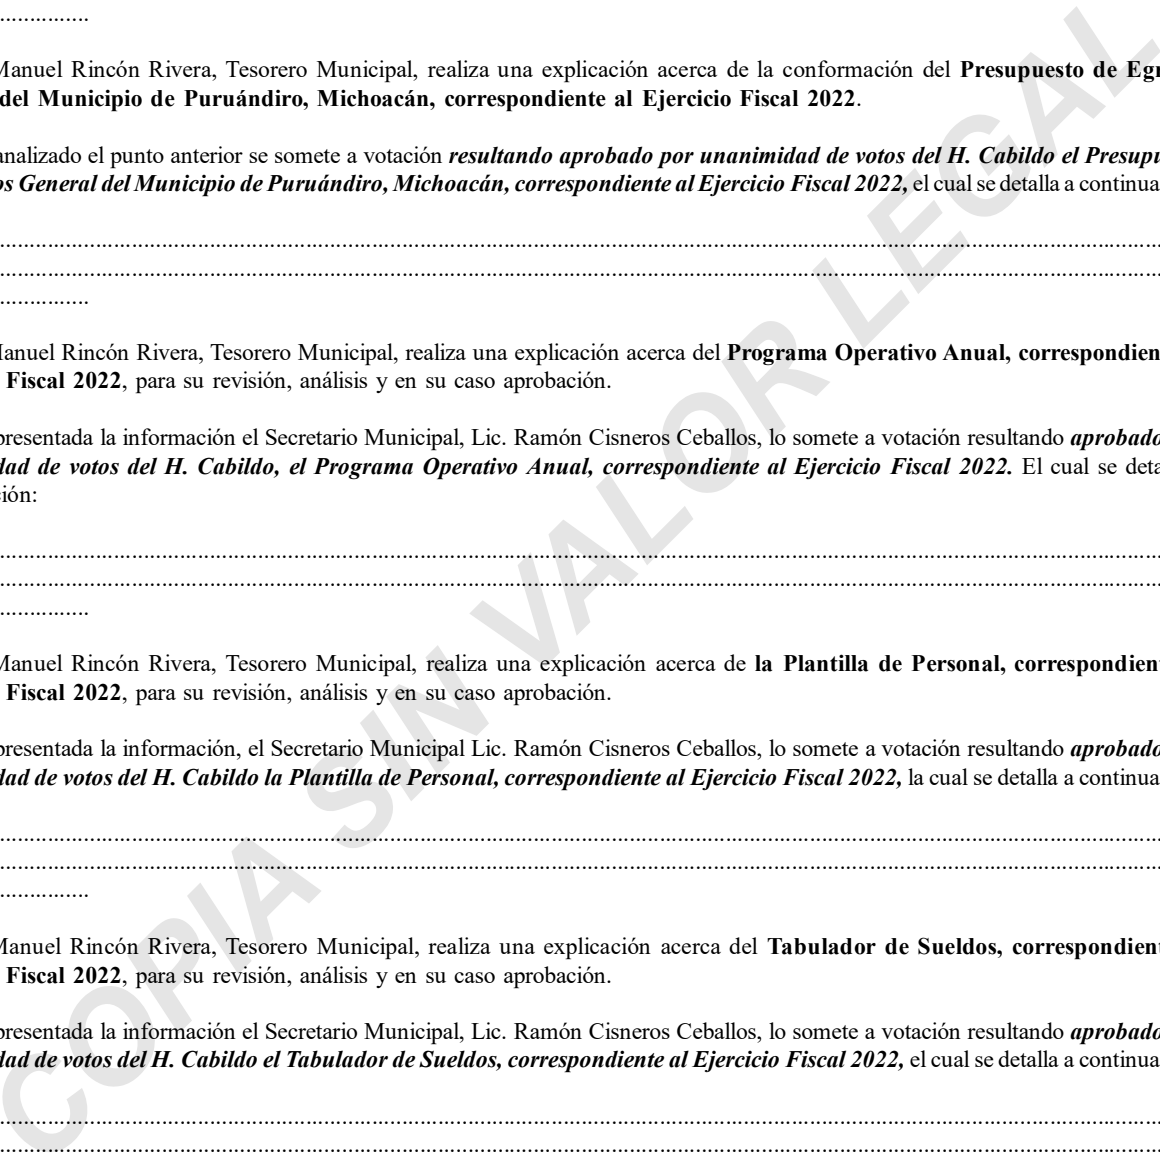 ...............
Manuel Rincón Rivera, Tesorero Municipal, realiza una explicación acerca de la conformación del Presupuesto de Egr
del Municipio de Puruándiro, Michoacán, correspondiente al Ejercicio Fiscal 2022.
analizado el punto anterior se somete a votación resultando aprobado por unanimidad de votos del H. Cabildo el Presupu
os General del Municipio de Puruándiro, Michoacán, correspondiente al Ejercicio Fiscal 2022, el cual se detalla a continua
................................................................................
................................................................................
...............
Manuel Rincón Rivera, Tesorero Municipal, realiza una explicación acerca del Programa Operativo Anual, correspondien
Fiscal 2022, para su revisión, análisis y en su caso aprobación.
presentada la información el Secretario Municipal, Lic. Ramón Cisneros Ceballos, lo somete a votación resultando aprobado
dad de votos del H. Cabildo, el Programa Operativo Anual, correspondiente al Ejercicio Fiscal 2022. El cual se deta
ción:
................................................................................
................................................................................
...............
Manuel Rincón Rivera, Tesorero Municipal, realiza una explicación acerca de la Plantilla de Personal, correspondient
Fiscal 2022, para su revisión, análisis y en su caso aprobación.
presentada la información, el Secretario Municipal Lic. Ramón Cisneros Ceballos, lo somete a votación resultando aprobado
dad de votos del H. Cabildo la Plantilla de Personal, correspondiente al Ejercicio Fiscal 2022, la cual se detalla a continua
................................................................................
................................................................................
...............
Manuel Rincón Rivera, Tesorero Municipal, realiza una explicación acerca del Tabulador de Sueldos, correspondient
Fiscal 2022, para su revisión, análisis y en su caso aprobación.
presentada la información el Secretario Municipal, Lic. Ramón Cisneros Ceballos, lo somete a votación resultando aprobado
dad de votos del H. Cabildo el Tabulador de Sueldos, correspondiente al Ejercicio Fiscal 2022, el cual se detalla a continua
................................................................................
................................................................................
COPIA SIN VALOR LEGAL